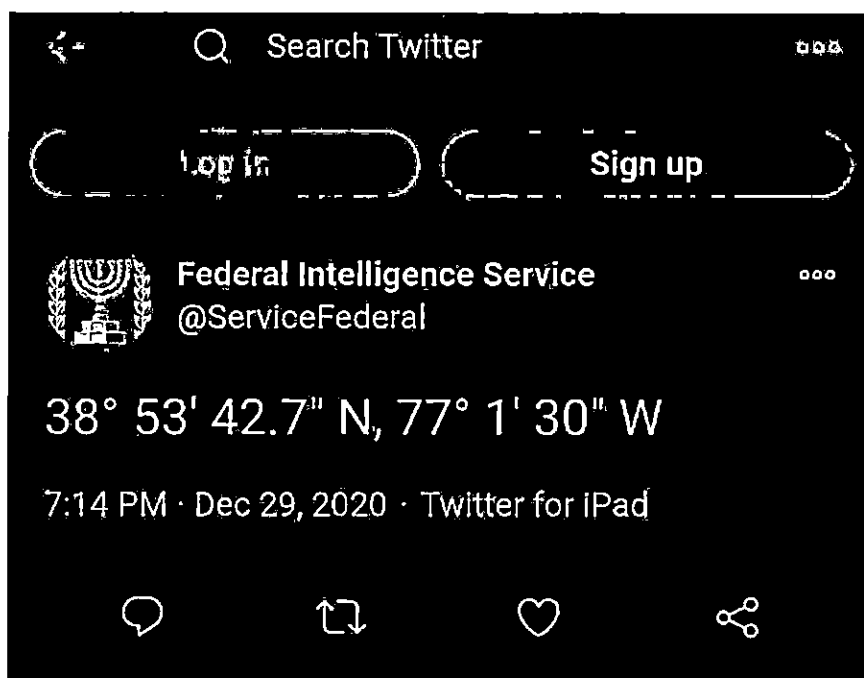 Search Twitter
Log in
Sign up
Federal Intelligence Service
@ServiceFederal
38° 53' 42.7" N, 77° 1' 30" W
7:14 PM · Dec 29, 2020 · Twitter for iPad